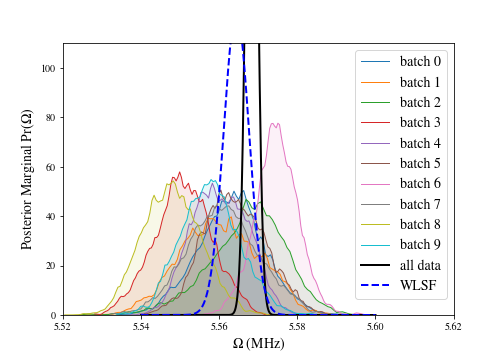 Posterior Marginal Pr(Ω)
100
80
60
40
20
0
5.52
5.54
5.56
5.58
5.60
5.62
Ω (MHz)
batch 0
batch 1
batch 2
batch 3
batch 4
batch 5
batch 6
batch 7
batch 8
batch 9
all data
WLSF